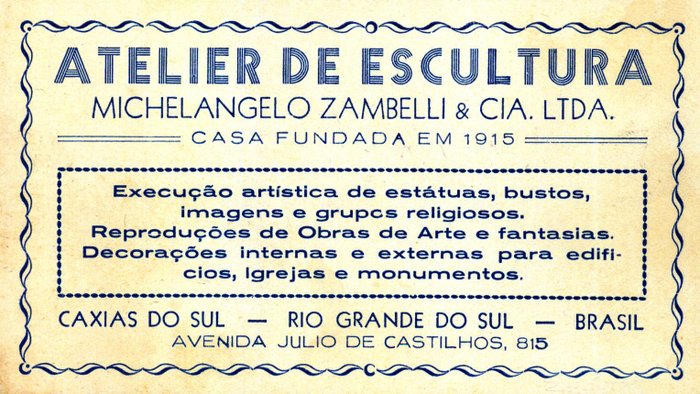 ATELIER DE ESCULTURA
MICHELANGELO ZAMBELLI & CIA. LTDA.
CASA FUNDADA EM 1915
Execução artística de estátuas, bustos,
imagens e grupos religiosos.
Reproduções de Obras de Arte e fantasias.
Decorações internas e externas para edifi-
cios, Igrejas e monumentos.
CAXIAS DO SUL — RIO GRANDE DO SUL — BRASIL
AVENIDA JULIO DE CASTILHOS, 815